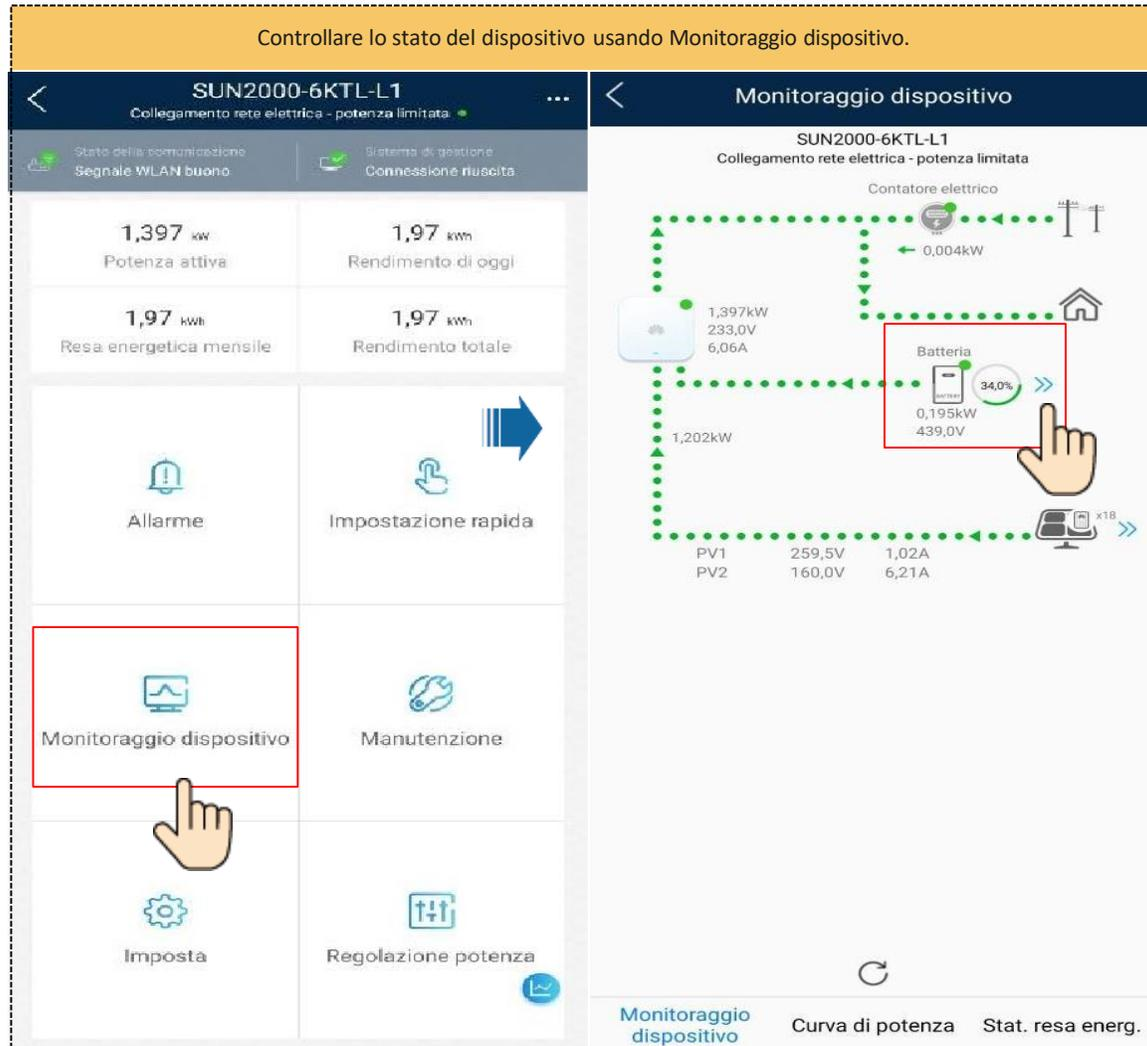 Controllare lo stato del dispositivo usando Monitoraggio dispositivo.
SUN2000-6KTL-L1
Collegamento rete elettrica - potenza limitata
Stato della comunicazione
Segnale WLAN buono
Sistema di gestione
Connessione riuscita
1,397 kW
Potenza attiva
1,97 kWh
Rendimento di oggi
1,97 kWh
Resa energetica mensile
1,97 kWh
Rendimento totale
Allarme
Impostazione rapida
Monitoraggio dispositivo
Manutenzione
Imposta
Regolazione potenza
Monitoraggio dispositivo
SUN2000-6KTL-L1
Collegamento rete elettrica - potenza limitata
Contatore elettrico
0,004kW
1,397kW
233,0V
6,06A
Batteria
BATTERY
34,0%
0,195kW
439,0V
1,202kW
x18
PV1 259,5V 1,02A
PV2 160,0V 6,21A
Monitoraggio
dispositivo
Curva di potenza
Stat. resa energ.